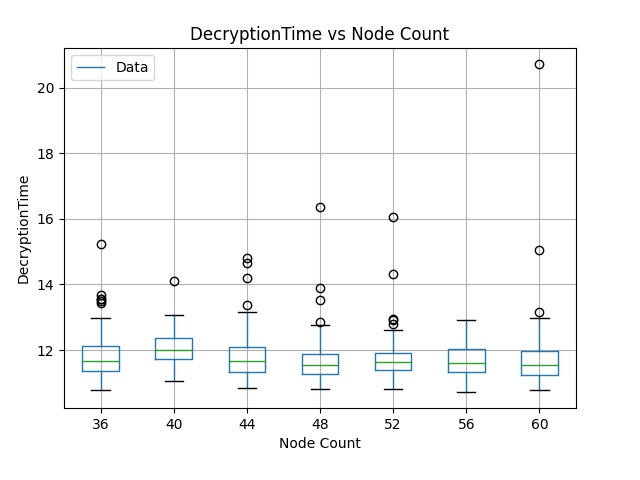 DecryptionTime vs Node Count
Data
DecryptionTime
20
18
16
14
12
36 40 44 48 52 56 60
Node Count